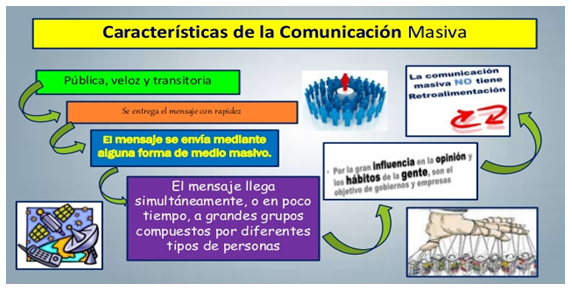 Características de la Comunicación Masiva
Pública, veloz y transitoria
Se entrega el mensaje con rapidez
El mensaje se envía mediante
alguna forma de medio masivo.
El mensaje llega
simultáneamente, o en poco
tiempo, a grandes grupos
compuestos por diferentes
tipos de personas
• Por la gran influencia en la opinión y
los hábitos de la gente, son el
objetivo de gobiernos y empresas
La comunicación
masiva NO tiene
Retroalimentación